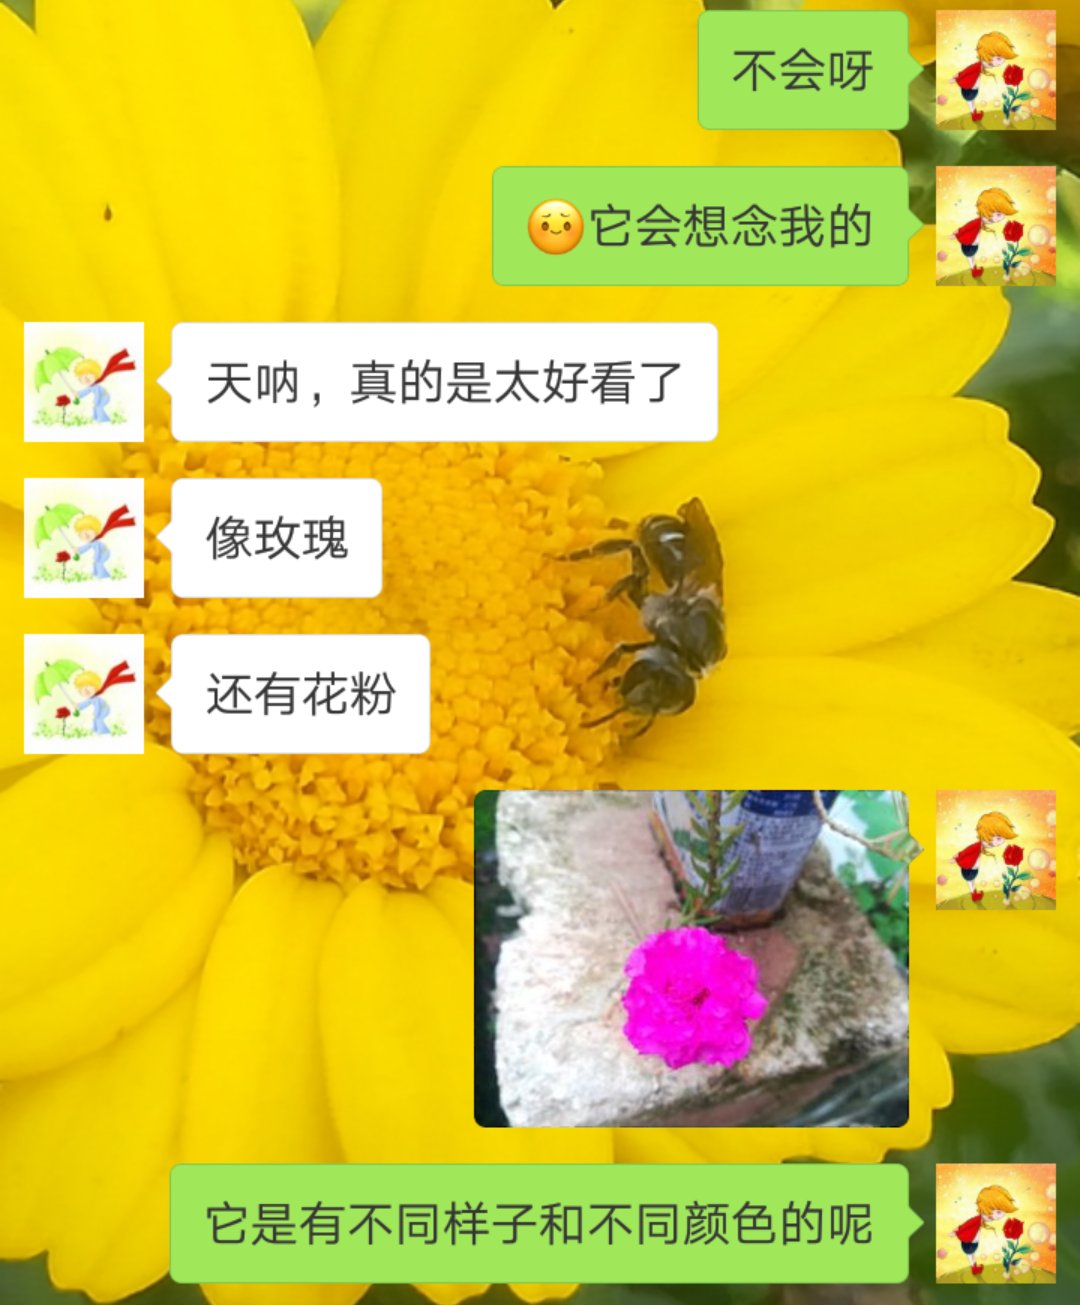 不会呀
它会想念我的
天呐，真的是太好看了
像玫瑰
还有花粉
它是有不同样子和不同颜色的呢